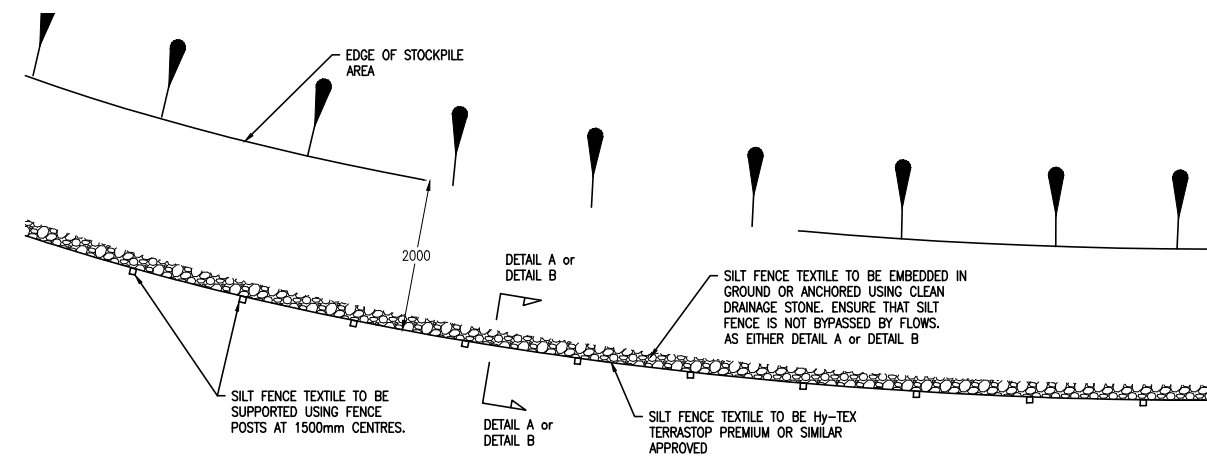 EDGE OF STOCKPILE
AREA
2000
DETAIL A or
DETAIL B
SILT FENCE TEXTILE TO BE EMBEDDED IN
GROUND OR ANCHORED USING CLEAN
DRAINAGE STONE. ENSURE THAT SILT
FENCE IS NOT BYPASSED BY FLOWS.
AS EITHER DETAIL A or DETAIL B
SILT FENCE TEXTILE TO BE
SUPPORTED USING FENCE
POSTS AT 1500mm CENTRES.
DETAIL A or
DETAIL B
SILT FENCE TEXTILE TO BE Hy-TEX
TERRASTOP PREMIUM OR SIMILAR
APPROVED